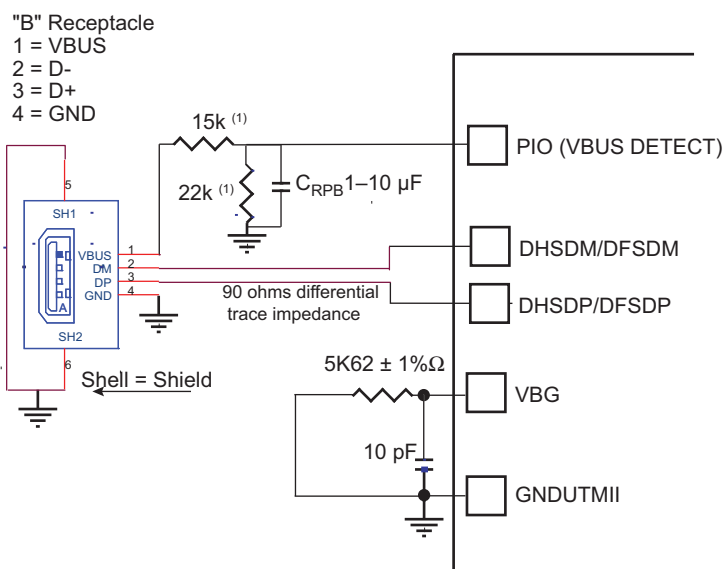 "B" Receptacle
1 = VBUS
2 = D-
3 = D+
4 = GND
15k (1)
22k (1)
CRPB 1–10 µF
PIO (VBUS DETECT)
5
SH1
VBUS
1
DM
2
DP
3
GND
4
A
SH2
6
90 ohms differential
trace impedance
DHSDM/DFSDM
DHSDP/DFSDP
Shell = Shield
5K62 ± 1%Ω
VBG
10 pF
GNDUTMII